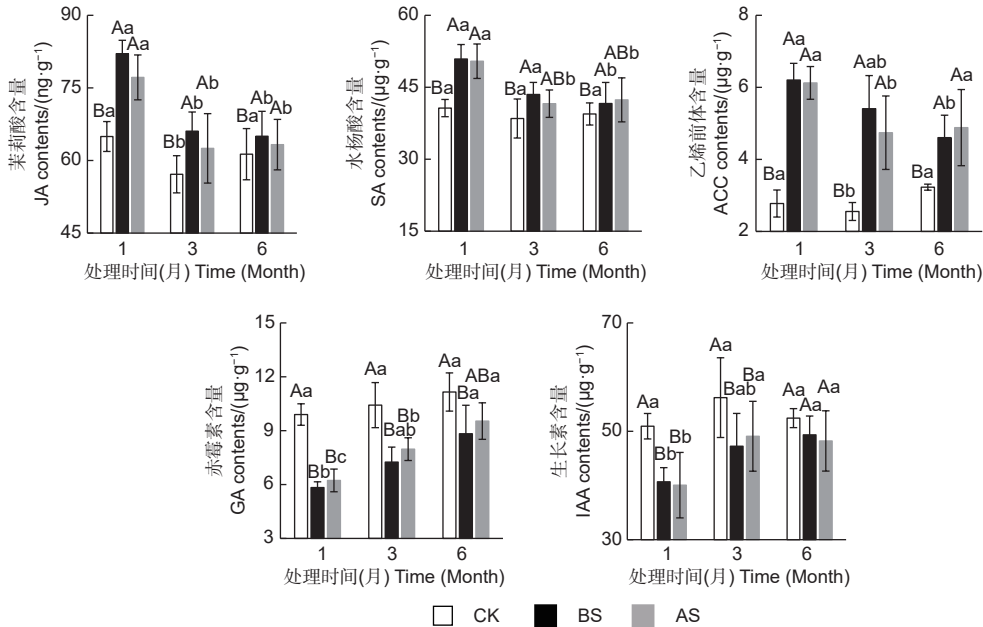 茉莉酸含量
JA contents/(ng·g⁻¹)
90
75
60
45
Ba
Aa
Aa
Bb
Ab
Ab
Ba
Ab
Ab
1
3
6
处理时间(月) Time (Month)
水杨酸含量
SA contents/(μg·g⁻¹)
60
45
30
15
Ba
Aa
Aa
Ba
Aa
ABb
Ba
Ab
ABb
1
3
6
处理时间(月) Time (Month)
乙烯前体含量
ACC contents/(μg·g⁻¹)
8
6
4
2
Ba
Aa
Aa
Bb
Aab
Aa
Ba
Ab
Aa
1
3
6
处理时间(月) Time (Month)
赤霉素含量
GA contents/(μg·g⁻¹)
15
12
9
6
3
Aa
Bb
Bc
Aa
Bab
Bb
Aa
Ba
ABa
1
3
6
处理时间(月) Time (Month)
生长素含量
IAA contents/(μg·g⁻¹)
70
50
30
Aa
Bb
Bb
Aa
Bab
Ba
Aa
Aa
Aa
1
3
6
处理时间(月) Time (Month)
CK
BS
AS